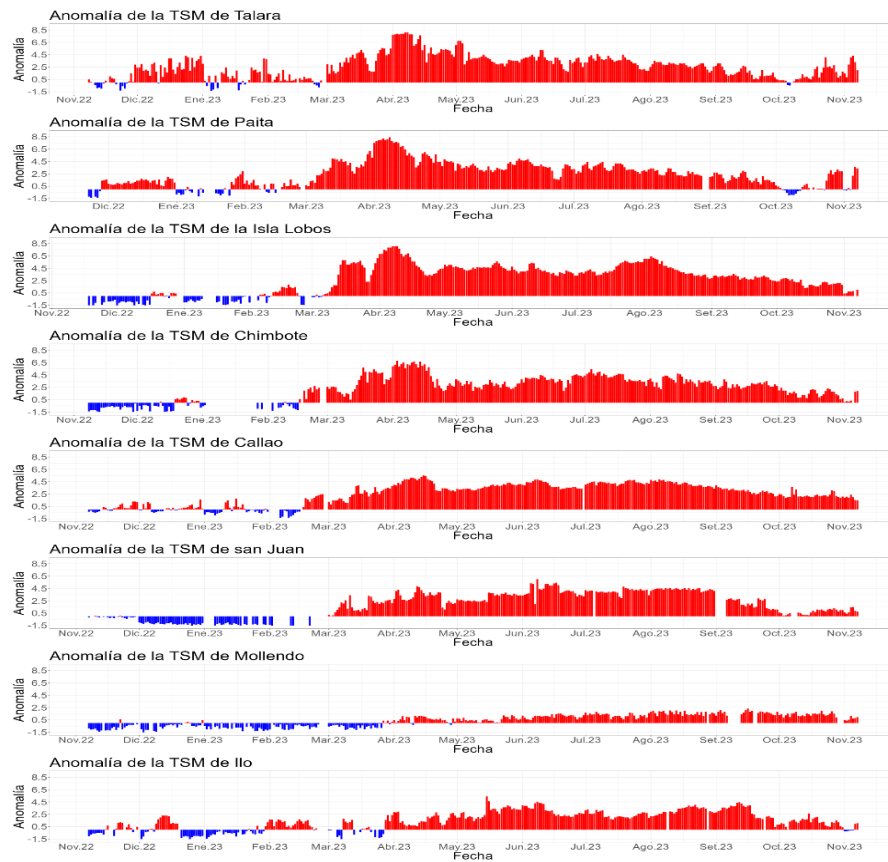 Anomalía de la TSM de Talara
Anomalía
8.5
6.5
4.5
2.5
0.5
-1.5
Nov.22 Dic.22 Ene.23 Feb.23 Mar.23 Abr.23 May.23 Jun.23 Jul.23 Ago.23 Set.23 Oct.23 Nov.23
Fecha
Anomalía de la TSM de Paita
Anomalía
8.5
6.5
4.5
2.5
0.5
-1.5
Dic.22 Ene.23 Feb.23 Mar.23 Abr.23 May.23 Jun.23 Jul.23 Ago.23 Set.23 Oct.23 Nov.23
Fecha
Anomalía de la TSM de la Isla Lobos
Anomalía
8.5
6.5
4.5
2.5
0.5
-1.5
Nov.22 Dic.22 Ene.23 Feb.23 Mar.23 Abr.23 May.23 Jun.23 Jul.23 Ago.23 Set.23 Oct.23 Nov.23
Fecha
Anomalía de la TSM de Chimbote
Anomalía
8.5
6.5
4.5
2.5
0.5
-1.5
Nov.22 Dic.22 Ene.23 Feb.23 Mar.23 Abr.23 May.23 Jun.23 Jul.23 Ago.23 Set.23 Oct.23 Nov.23
Fecha
Anomalía de la TSM de Callao
Anomalía
8.5
6.5
4.5
2.5
0.5
-1.5
Nov.22 Dic.22 Ene.23 Feb.23 Mar.23 Abr.23 May.23 Jun.23 Jul.23 Ago.23 Set.23 Oct.23 Nov.23
Fecha
Anomalía de la TSM de san Juan
Anomalía
8.5
6.5
4.5
2.5
0.5
-1.5
Nov.22 Dic.22 Ene.23 Feb.23 Mar.23 Abr.23 May.23 Jun.23 Jul.23 Ago.23 Set.23 Oct.23 Nov.23
Fecha
Anomalía de la TSM de Mollendo
Anomalía
8.5
6.5
4.5
2.5
0.5
-1.5
Nov.22 Dic.22 Ene.23 Feb.23 Mar.23 Abr.23 May.23 Jun.23 Jul.23 Ago.23 Set.23 Oct.23 Nov.23
Fecha
Anomalía de la TSM de Ilo
Anomalía
8.5
6.5
4.5
2.5
0.5
-1.5
Nov.22 Dic.22 Ene.23 Feb.23 Mar.23 Abr.23 May.23 Jun.23 Jul.23 Ago.23 Set.23 Oct.23 Nov.23
Fecha